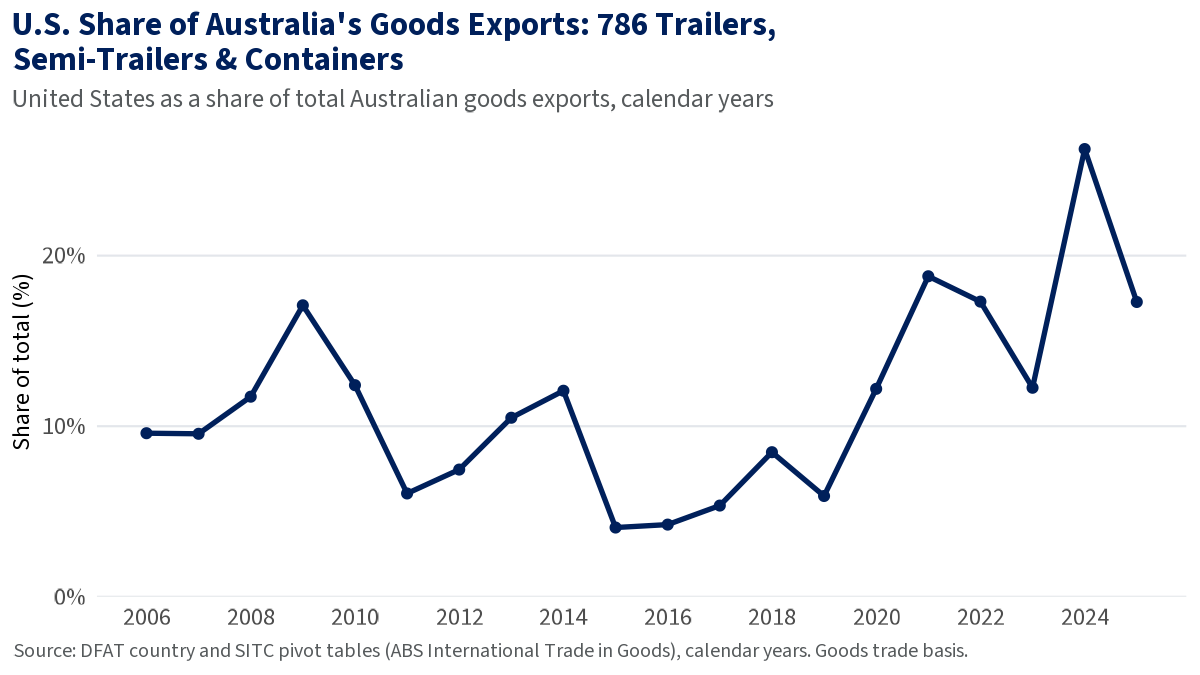 U.S. Share of Australia's Goods Exports: 786 Trailers,
Semi-Trailers & Containers
United States as a share of total Australian goods exports, calendar years
Share of total (%)
20%
10%
0%
2006 2008 2010 2012 2014 2016 2018 2020 2022 2024
Source: DFAT country and SITC pivot tables (ABS International Trade in Goods), calendar years. Goods trade basis.